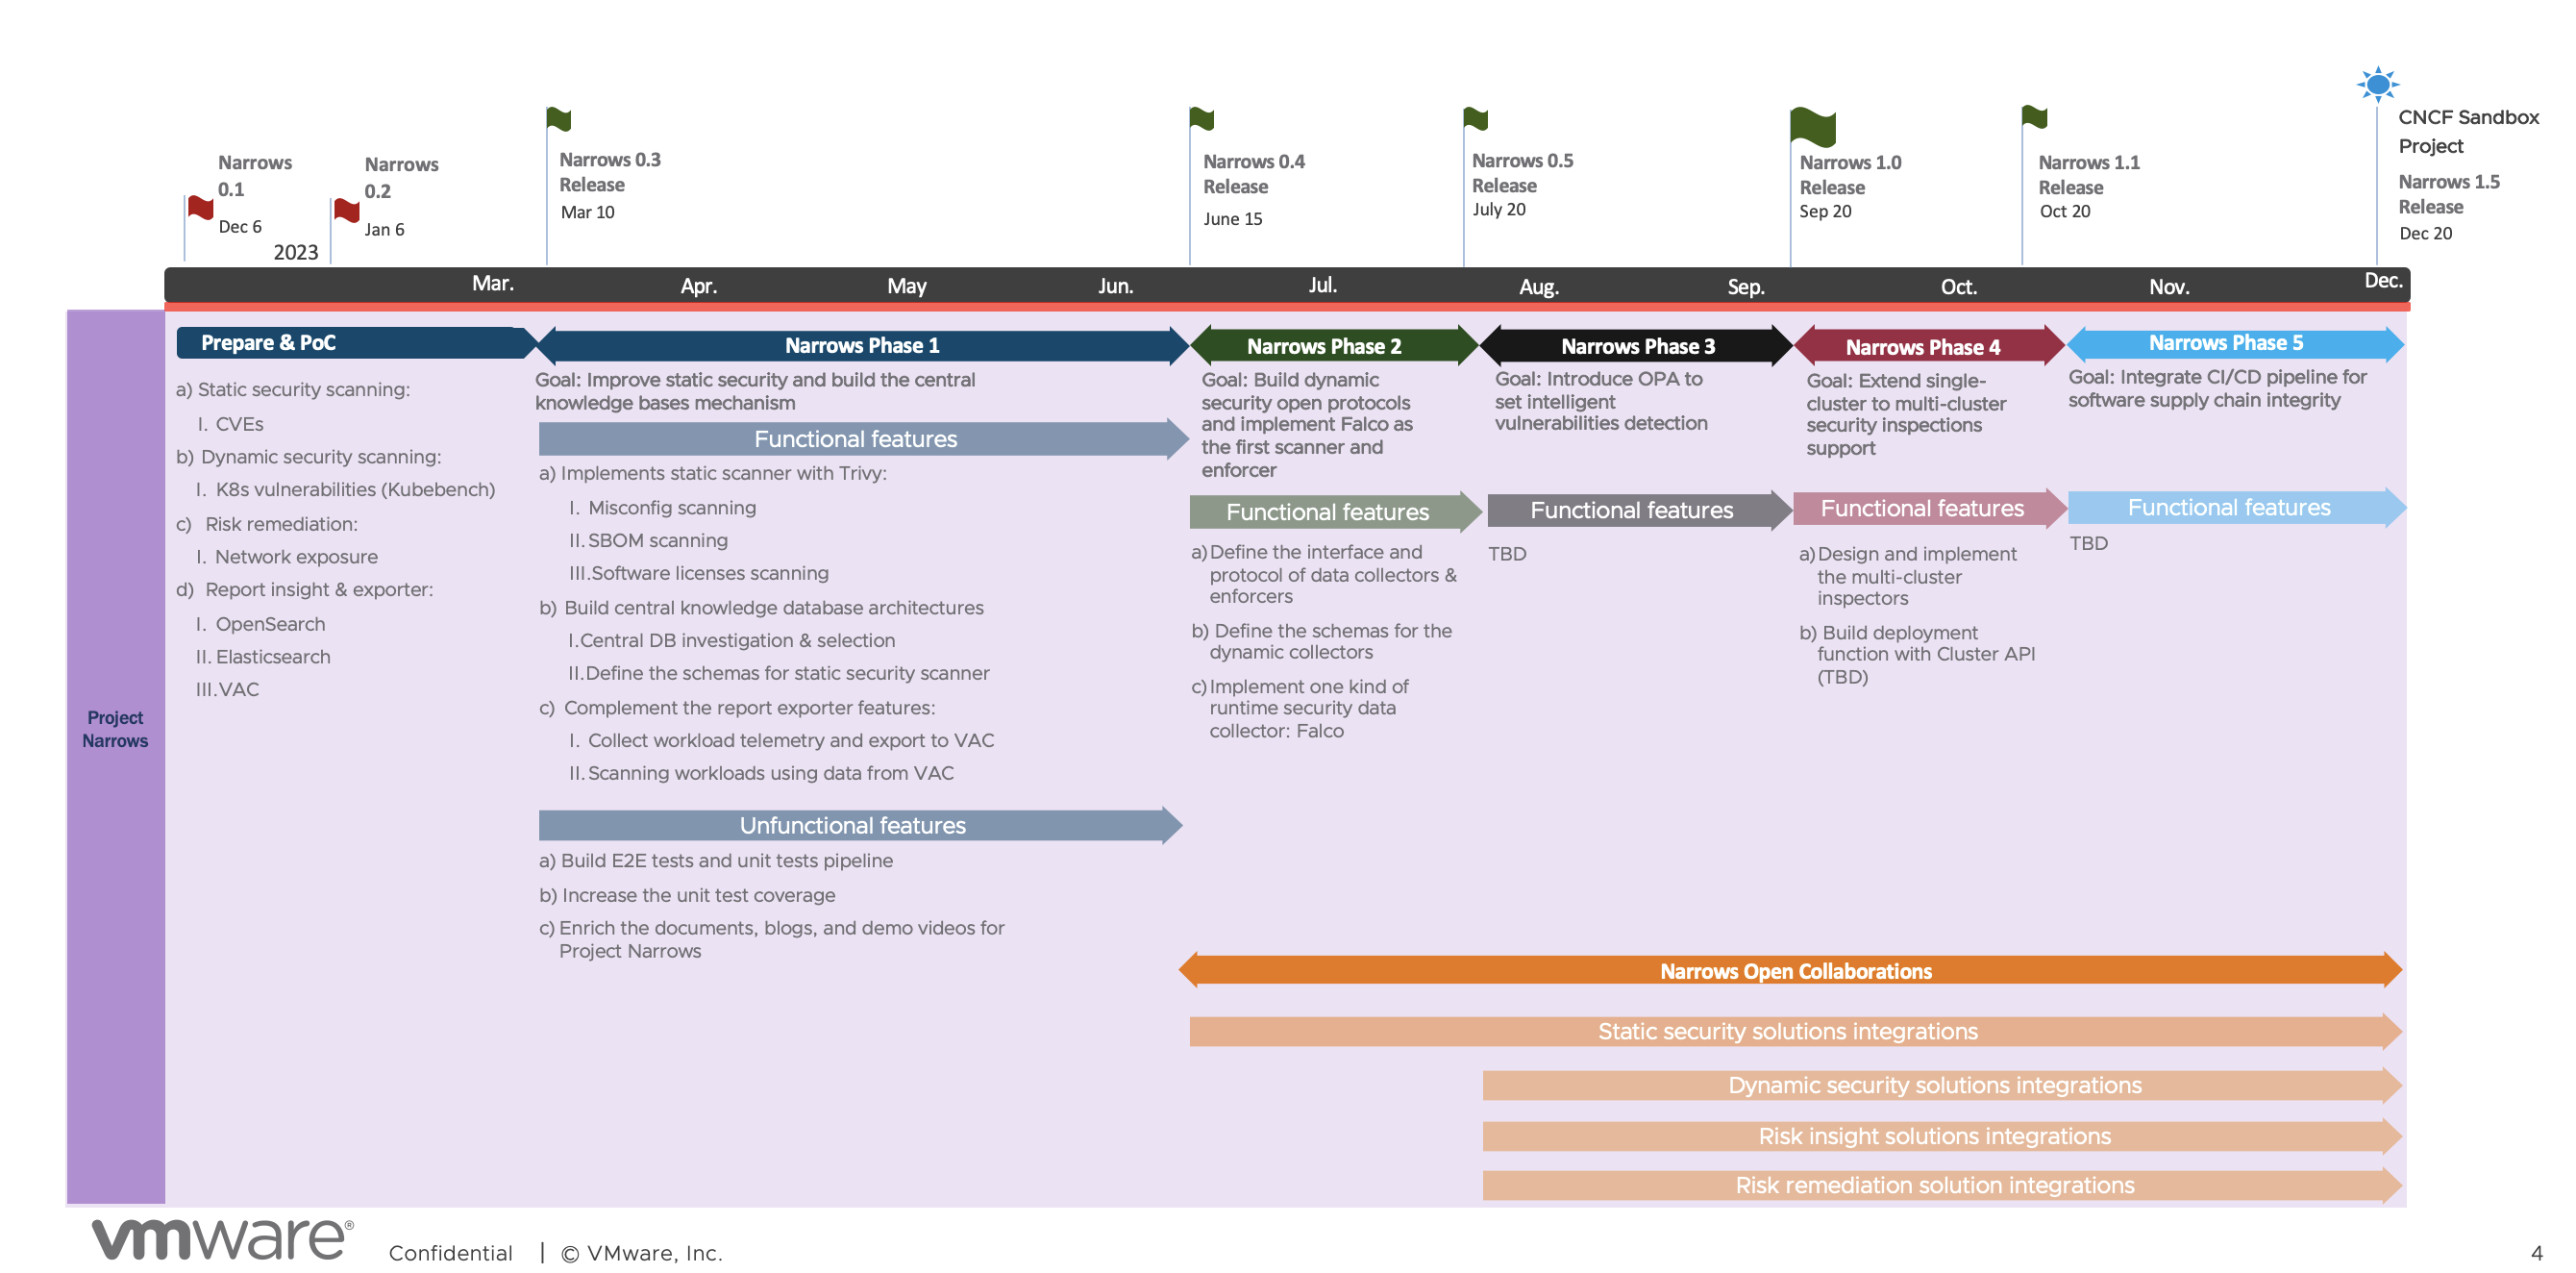 Narrows
0.1
Dec 6
2023
Narrows
0.2
Jan 6
Narrows 0.3
Release
Mar 10
Narrows 0.4
Release
June 15
Narrows 0.5
Release
July 20
Narrows 1.0
Release
Sep 20
Narrows 1.1
Release
Oct 20
CNCF Sandbox
Project
Narrows 1.5
Release
Dec 20
Mar.
Apr.
May
Jun.
Jul.
Aug.
Sep.
Oct.
Nov.
Dec.
Project
Narrows
Prepare & PoC
a) Static security scanning:
I. CVEs
b) Dynamic security scanning:
I. K8s vulnerabilities (Kubebench)
c) Risk remediation:
I. Network exposure
d) Report insight & exporter:
I. OpenSearch
II. Elasticsearch
III.VAC
Narrows Phase 1
Goal: Improve static security and build the central
knowledge bases mechanism
Functional features
a) Implements static scanner with Trivy:
I. Misconfig scanning
II. SBOM scanning
III.Software licenses scanning
b) Build central knowledge database architectures
I.Central DB investigation & selection
II.Define the schemas for static security scanner
c) Complement the report exporter features:
I. Collect workload telemetry and export to VAC
II. Scanning workloads using data from VAC
Unfunctional features
a) Build E2E tests and unit tests pipeline
b) Increase the unit test coverage
c) Enrich the documents, blogs, and demo videos for
Project Narrows
Narrows Phase 2
Goal: Build dynamic
security open protocols
and implement Falco as
the first scanner and
enforcer
Functional features
a) Define the interface and
protocol of data collectors &
enforcers
b) Define the schemas for the
dynamic collectors
c) Implement one kind of
runtime security data
collector: Falco
Narrows Phase 3
Goal: Introduce OPA to
set intelligent
vulnerabilities detection
Functional features
TBD
Narrows Phase 4
Goal: Extend single-
cluster to multi-cluster
security inspections
support
Functional features
a) Design and implement
the multi-cluster
inspectors
b) Build deployment
function with Cluster API
(TBD)
Narrows Phase 5
Goal: Integrate CI/CD pipeline for
software supply chain integrity
Functional features
TBD
Narrows Open Collaborations
Static security solutions integrations
Dynamic security solutions integrations
Risk insight solutions integrations
Risk remediation solution integrations
vmware®
Confidential | © VMware, Inc.
4